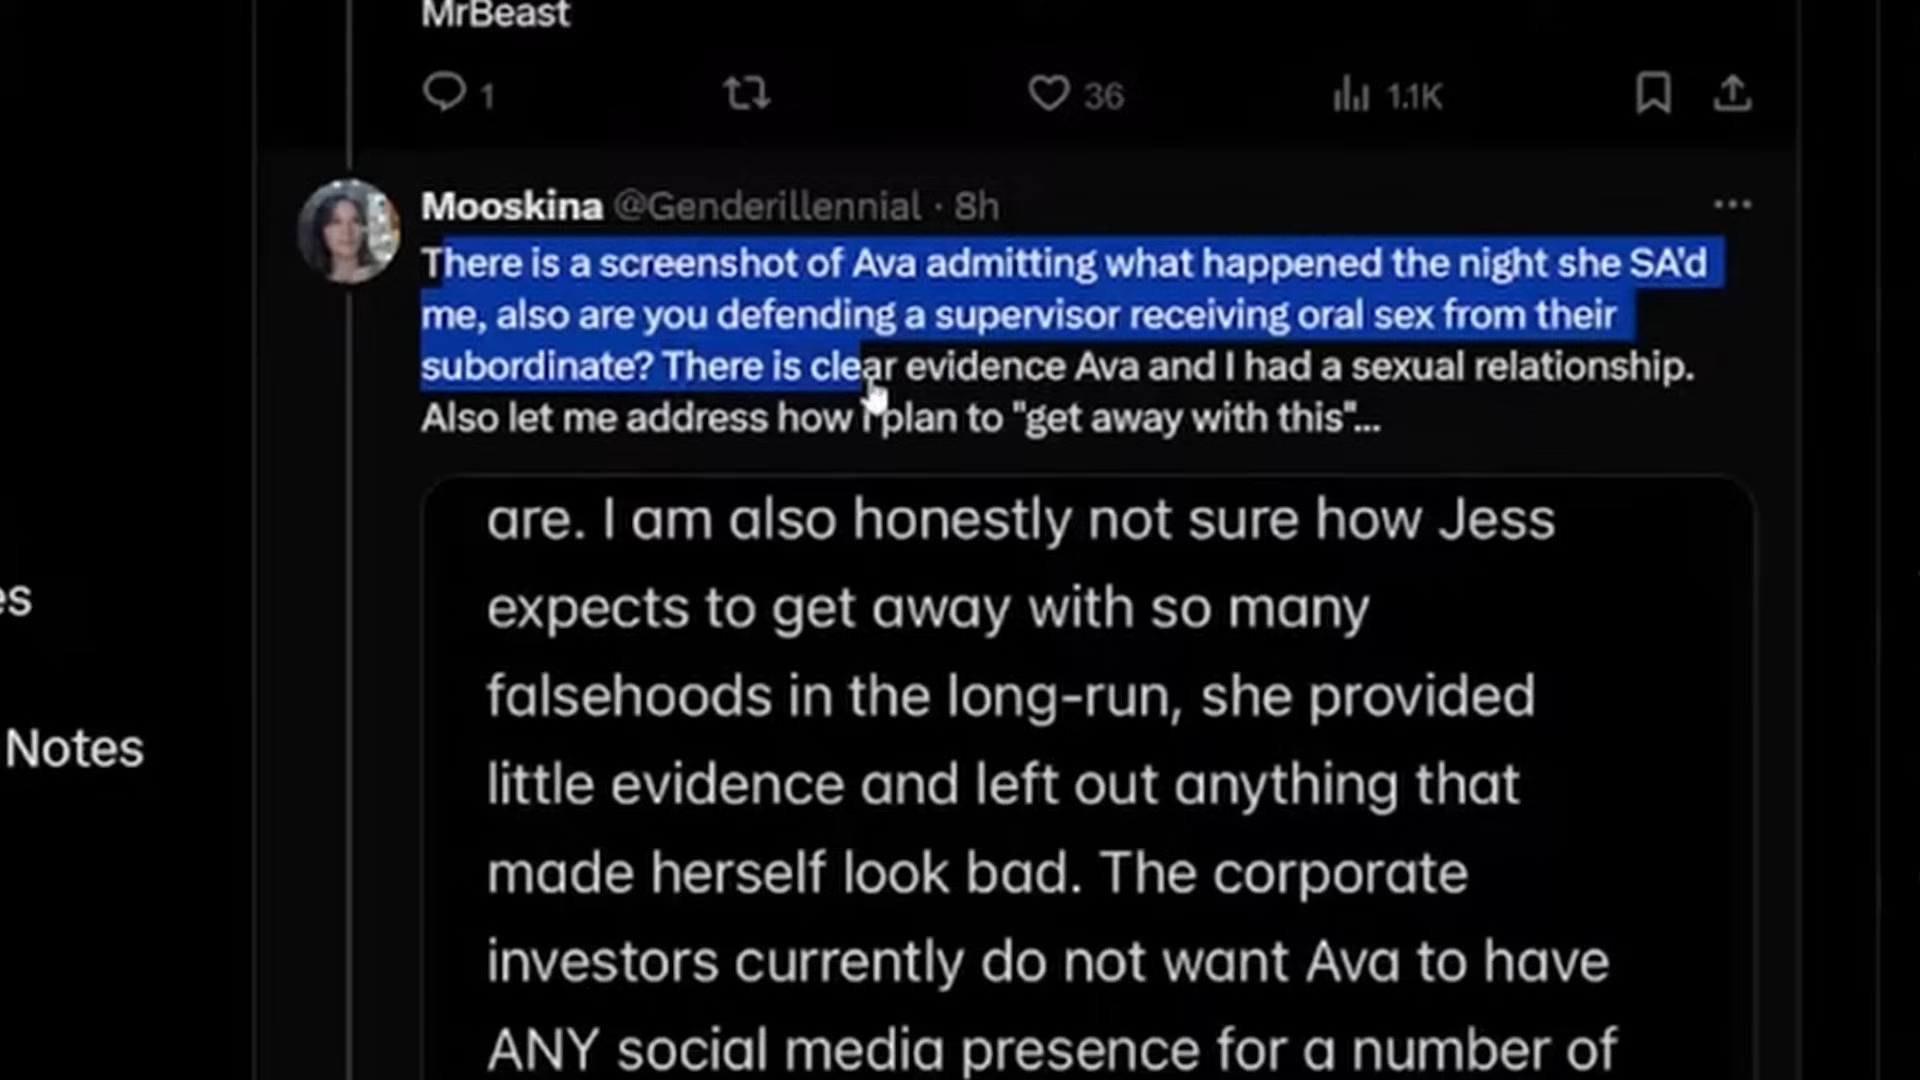 MrBeast
1
36
1.1K
Mooskina @Genderillennial · 8h
There is a screenshot of Ava admitting what happened the night she SA'd
me, also are you defending a supervisor receiving oral sex from their
subordinate? There is clear evidence Ava and I had a sexual relationship.
Also let me address how I plan to "get away with this"...
are. I am also honestly not sure how Jess
expects to get away with so many
falsehoods in the long-run, she provided
little evidence and left out anything that
made herself look bad. The corporate
investors currently do not want Ava to have
ANY social media presence for a number of
es
Notes